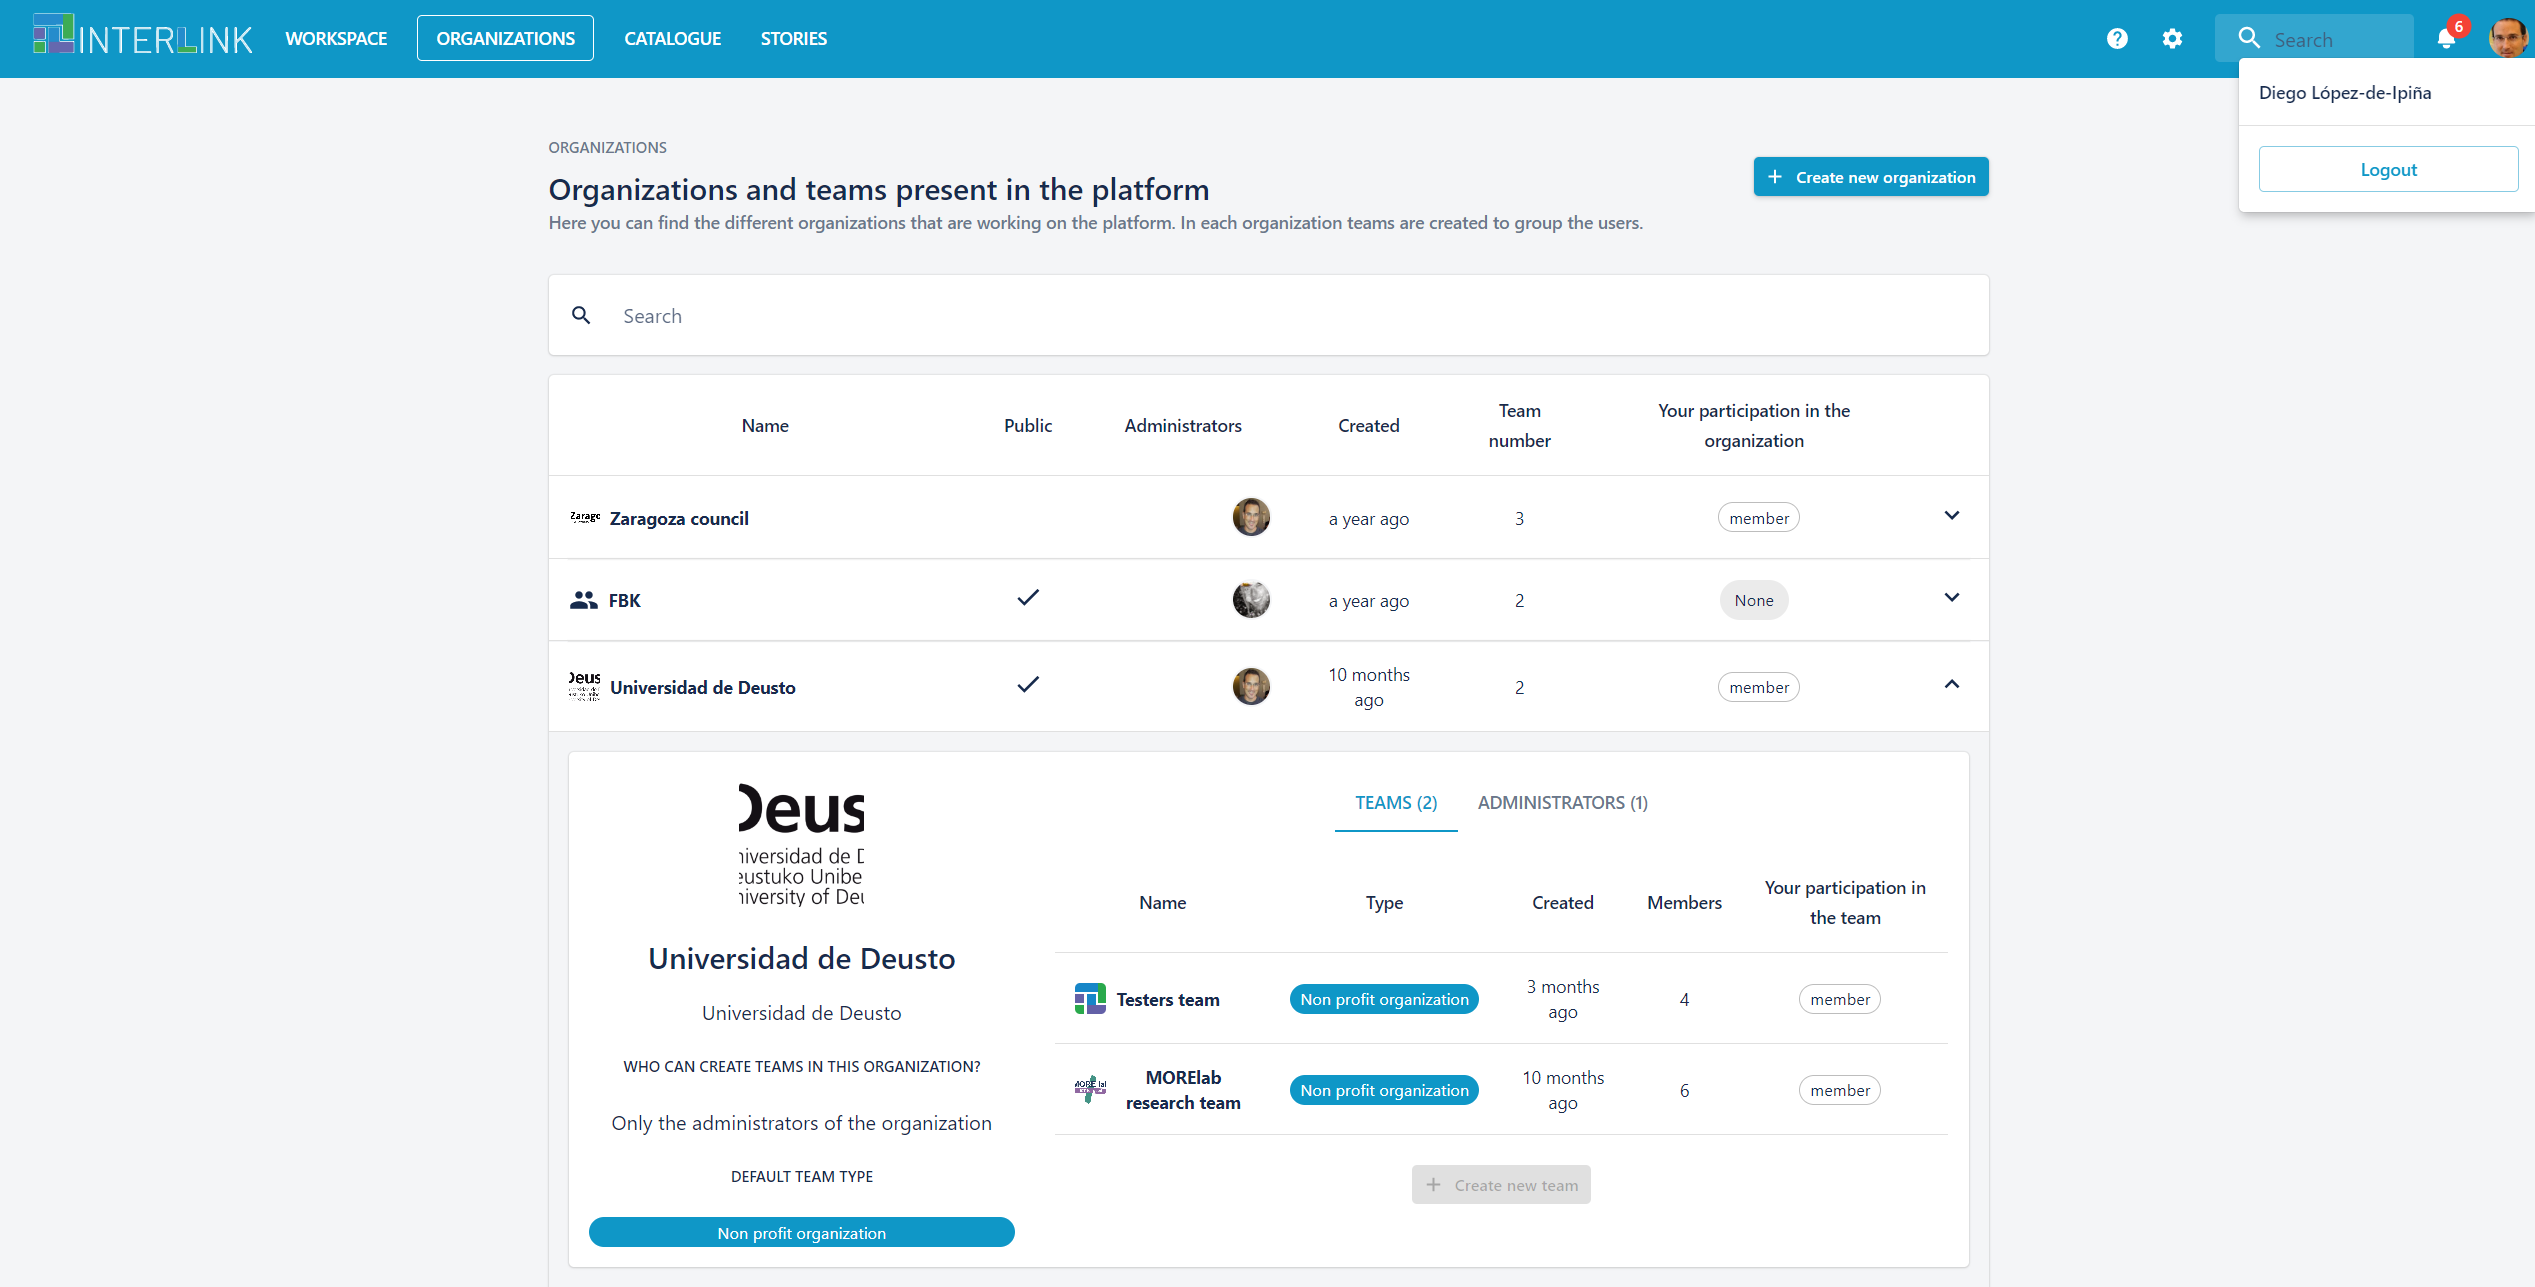 INTERLINK
WORKSPACE
ORGANIZATIONS
CATALOGUE
STORIES
Search
6
Diego López-de-Ipiña
Logout
ORGANIZATIONS
Organizations and teams present in the platform
Here you can find the different organizations that are working on the platform. In each organization teams are created to group the users.
+ Create new organization
Search
Name
Public
Administrators
Created
Team
number
Your participation in the
organization
Zarago
Zaragoza council
a year ago
3
member
FBK
a year ago
2
None
Deus
Universidad de Deusto
10 months
ago
2
member
Deus
niversidad de D
eustuko Unibe
niversity of Deu
Universidad de Deusto
Universidad de Deusto
WHO CAN CREATE TEAMS IN THIS ORGANIZATION?
Only the administrators of the organization
DEFAULT TEAM TYPE
Non profit organization
TEAMS (2)
ADMINISTRATORS (1)
Name
Type
Created
Members
Your participation in
the team
Testers team
Non profit organization
3 months
ago
4
member
MORE lab
MORElab
research team
Non profit organization
10 months
ago
6
member
+ Create new team